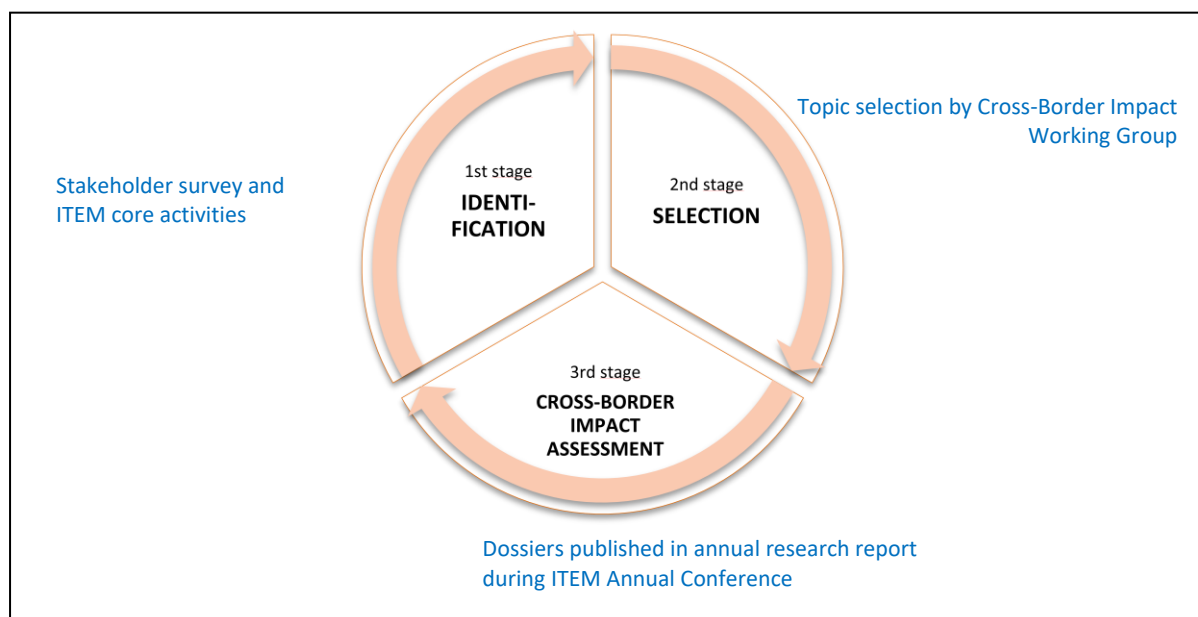 Stakeholder survey and
ITEM core activities
1st stage
IDENTI-
FICATION
Topic selection by Cross-Border Impact
Working Group
2nd stage
SELECTION
3rd stage
CROSS-BORDER
IMPACT
ASSESSMENT
Dossiers published in annual research report
during ITEM Annual Conference